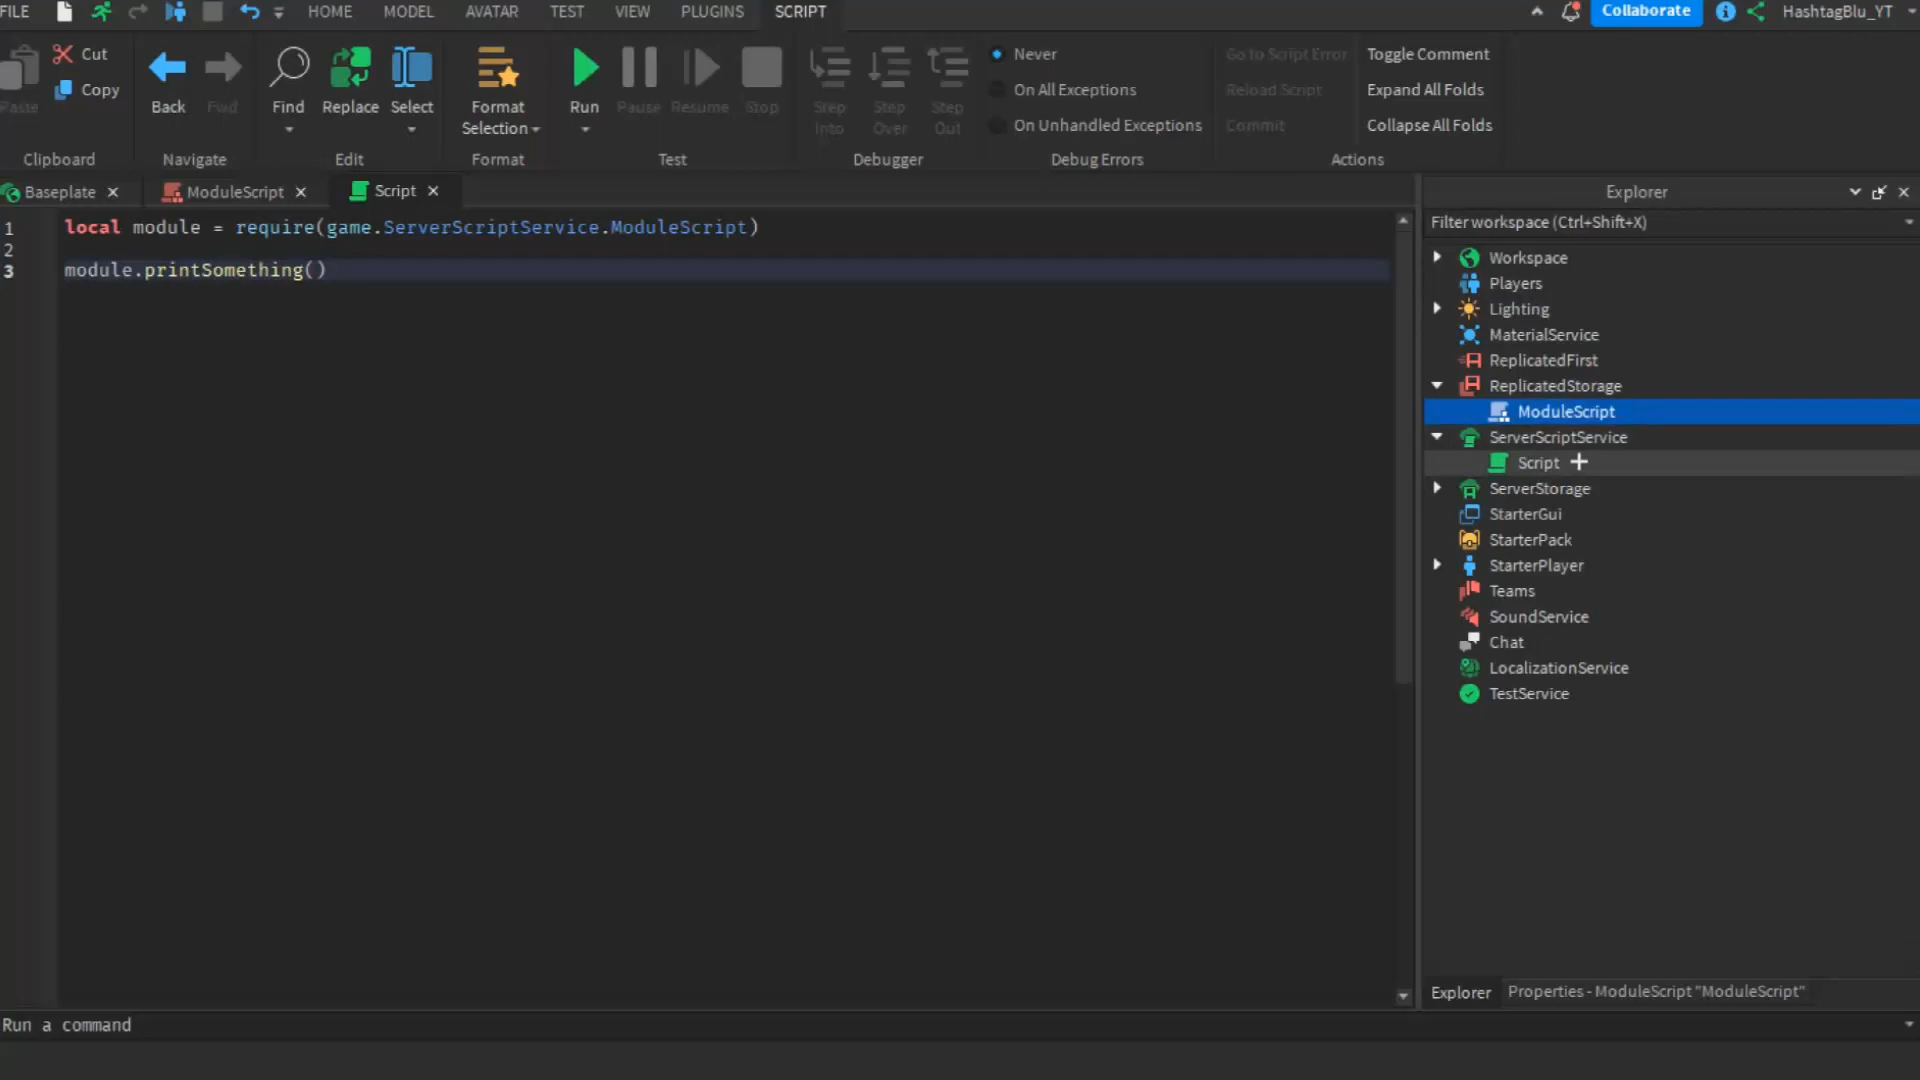 FILE HOME MODEL AVATAR TEST VIEW PLUGINS SCRIPT Collaborate HashtagBlu_YT
Cut
Copy
Paste
Back
Fwd
Find
Replace
Select
Format
Selection
Run
Pause
Resume
Stop
Step
Into
Step
Over
Step
Out
Never
On All Exceptions
On Unhandled Exceptions
Go to Script Error
Reload Script
Commit
Toggle Comment
Expand All Folds
Collapse All Folds
Clipboard Navigate Edit Format Test Debugger Debug Errors Actions
Baseplate ModuleScript Script
1 local module = require(game.ServerScriptService.ModuleScript)
2
3 module.printSomething()
Explorer
Filter workspace (Ctrl+Shift+X)
Workspace
Players
Lighting
MaterialService
ReplicatedFirst
ReplicatedStorage
ModuleScript
ServerScriptService
Script
ServerStorage
StarterGui
StarterPack
StarterPlayer
Teams
SoundService
Chat
LocalizationService
TestService
Explorer Properties - ModuleScript "ModuleScript"
Run a command